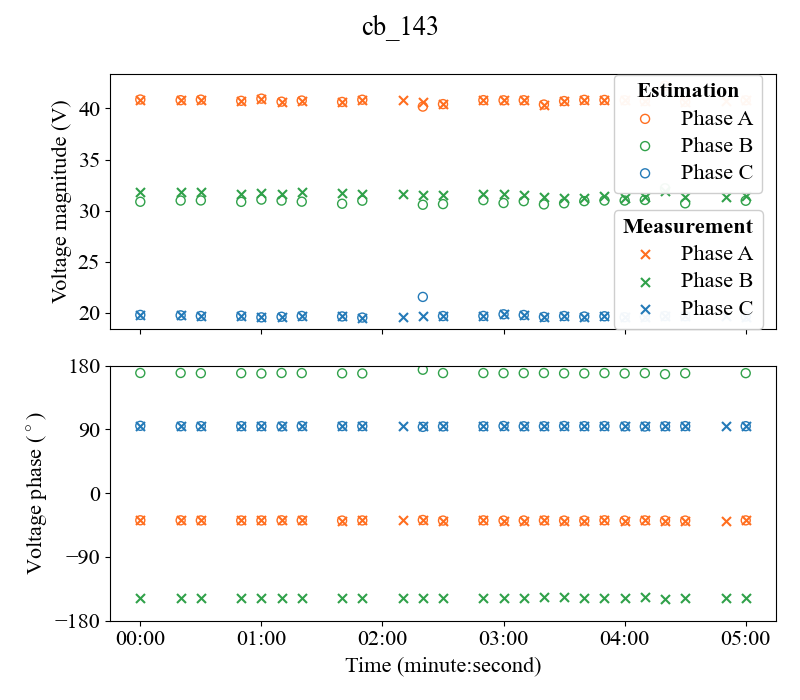 cb_143
Voltage magnitude (V)
40
35
30
25
20
Estimation
Phase A
Phase B
Phase C
Measurement
Phase A
Phase B
Phase C
Voltage phase (°)
180
90
0
−90
−180
00:00 01:00 02:00 03:00 04:00 05:00
Time (minute:second)